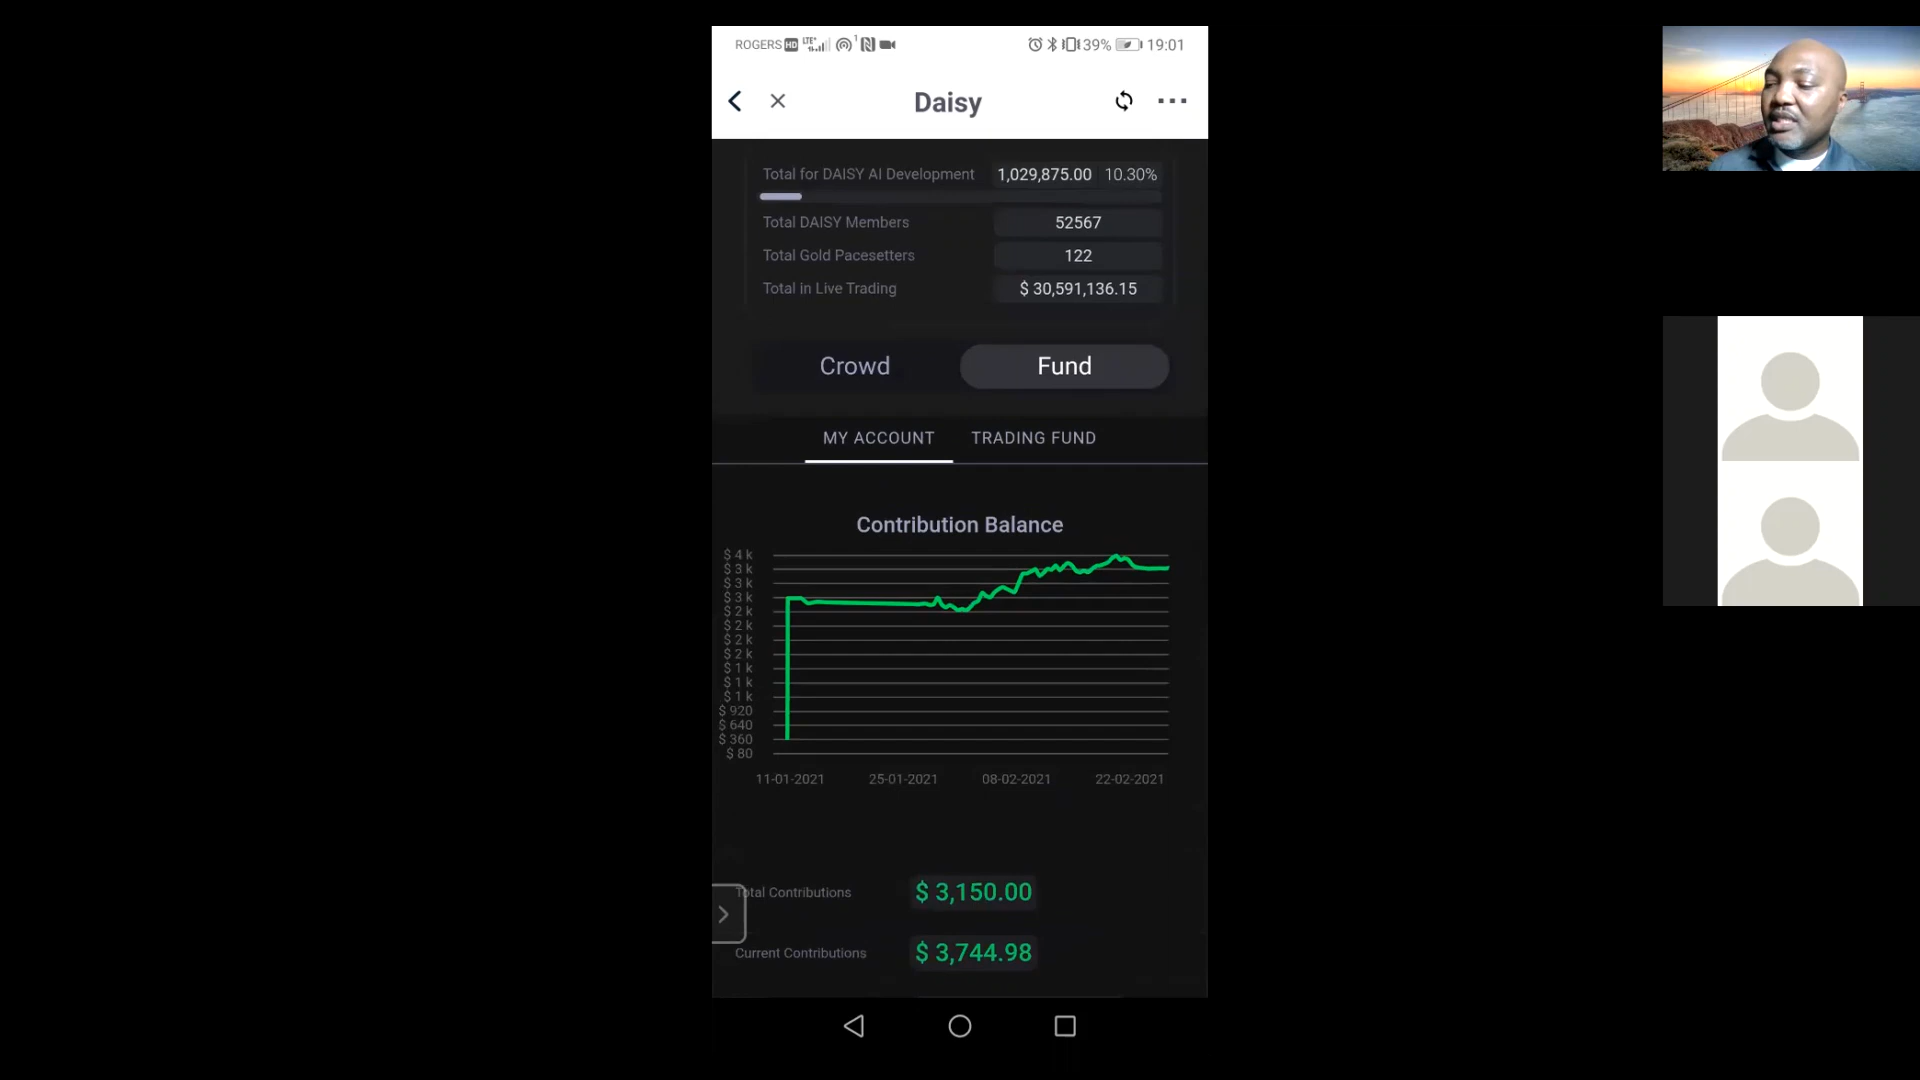 ROGERS HD LTE+ 1 39% 19:01
Daisy
Total for DAISY AI Development 1,029,875.00 10.30%
Total DAISY Members 52567
Total Gold Pacesetters 122
Total in Live Trading $ 30,591,136.15
Crowd Fund
MY ACCOUNT TRADING FUND
Contribution Balance
$ 4 k
$ 3 k
$ 3 k
$ 3 k
$ 2 k
$ 2 k
$ 2 k
$ 2 k
$ 1 k
$ 1 k
$ 1 k
$ 920
$ 640
$ 360
$ 80
11-01-2021 25-01-2021 08-02-2021 22-02-2021
Total Contributions $ 3,150.00
Current Contributions $ 3,744.98